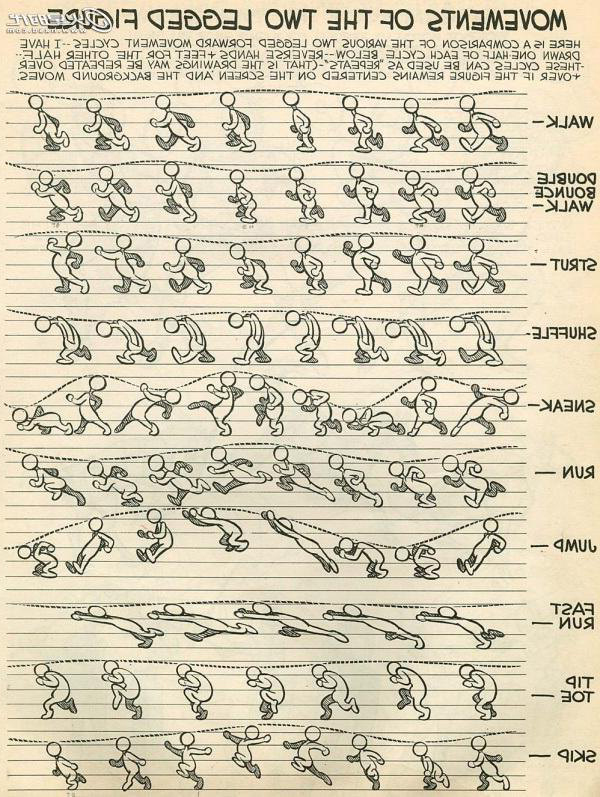 MOVEMENTS OF THE TWO LEGGED FIGURE
HERE IS A COMPARISON OF THE VARIOUS TWO LEGGED FORWARD MOVEMENT CYCLES--I HAVE
DRAWN ONE-HALF OF EACH CYCLE BELOW--REVERSE HANDS+FEET FOR THE OTHER HALF--
-THESE CYCLES CAN BE USED AS "REPEATS"-(THAT IS THE DRAWINGS MAY BE REPEATED OVER
+OVER IF THE FIGURE REMAINS CENTERED ON THE SCREEN AND THE BACKGROUND MOVES.
WALK-
DOUBLE
BOUNCE
WALK-
STRUT-
SHUFFLE-
SNEAK-
RUN-
JUMP-
FAST
RUN-
TIP
TOE-
SKIP-